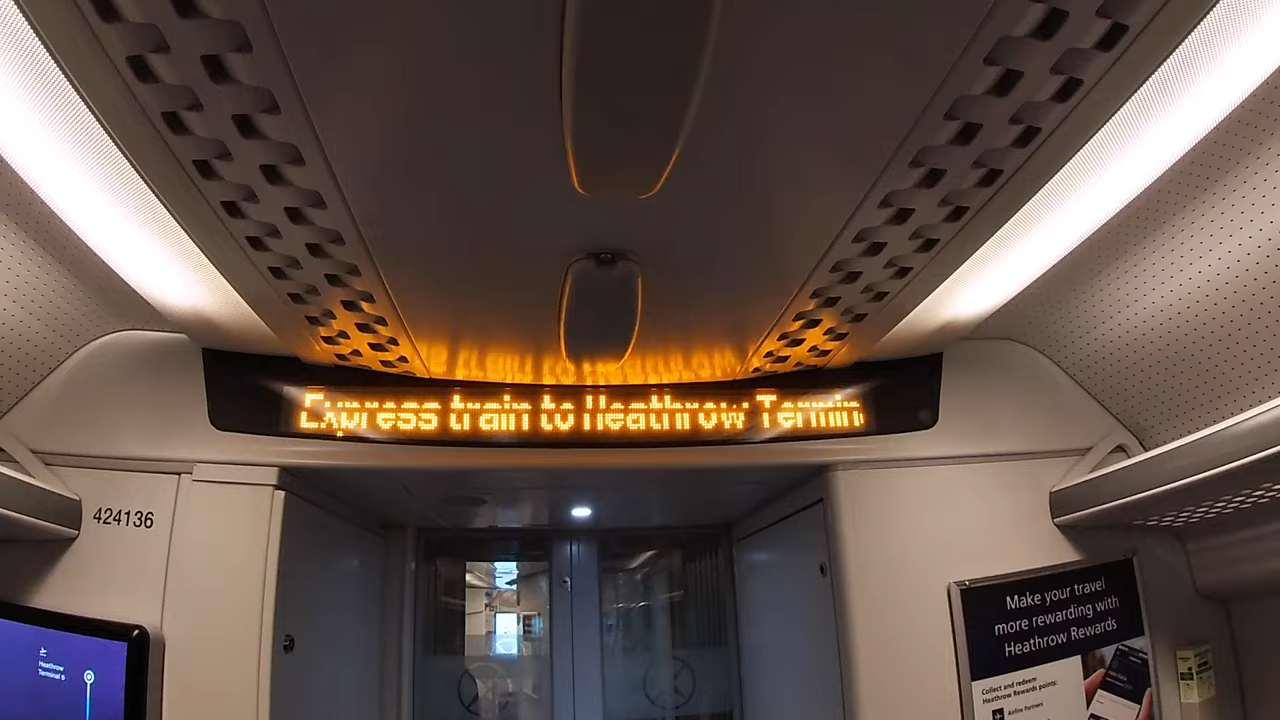 Express train to Heathrow Termin
424136
Heathrow
Terminal 5
Make your travel
more rewarding with
Heathrow Rewards
Collect and redeem
Heathrow Rewards points:
Airline Partners